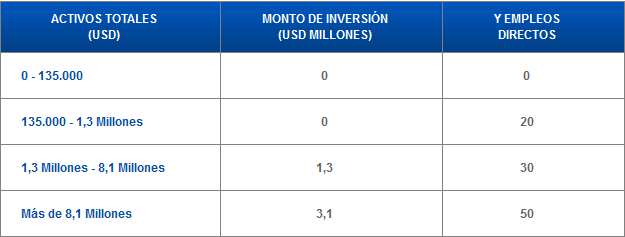 ACTIVOS TOTALES
(USD)
MONTO DE INVERSIÓN
(USD MILLONES)
Y EMPLEOS
DIRECTOS
0 - 135.000
0
0
135.000 - 1,3 Millones
0
20
1,3 Millones - 8,1 Millones
1,3
30
Más de 8,1 Millones
3,1
50